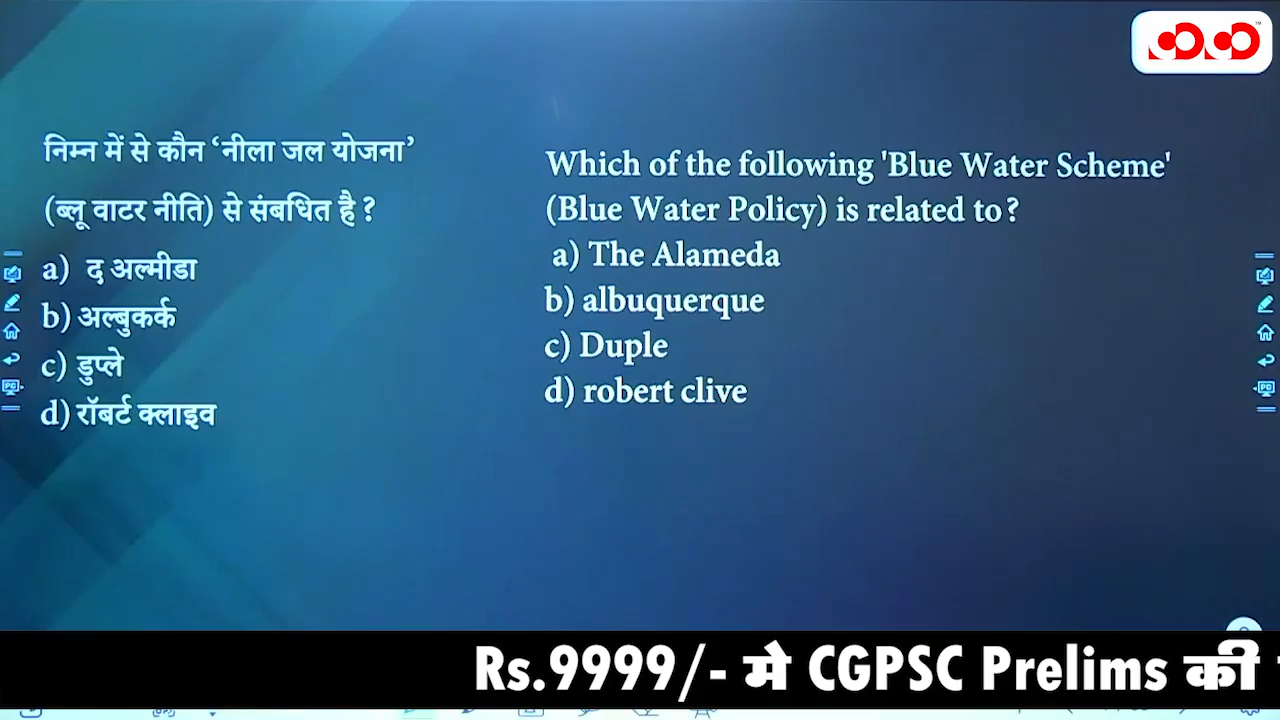 निम्न में से कौन ‘नीला जल योजना’
(ब्लू वाटर नीति) से संबधित है ?
a) द अल्मीडा
b) अल्बुकर्क
c) डुप्ले
d) रॉबर्ट क्लाइव
Which of the following 'Blue Water Scheme'
(Blue Water Policy) is related to?
a) The Alameda
b) albuquerque
c) Duple
d) robert clive
Rs.9999/- मे CGPSC Prelims की